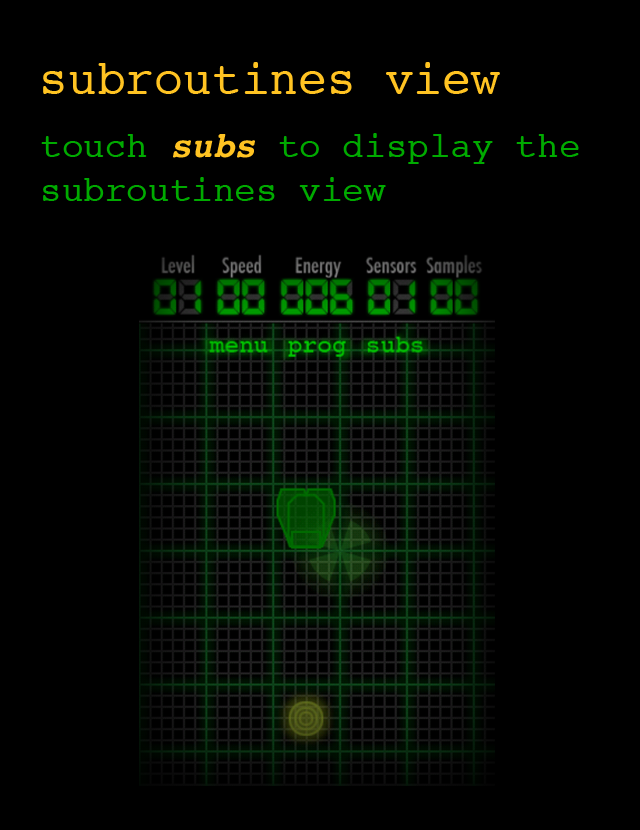 subroutines view
touch subs to display the
subroutines view
Level Speed Energy Sensors Samples
01 00 006 01 00
menu prog subs